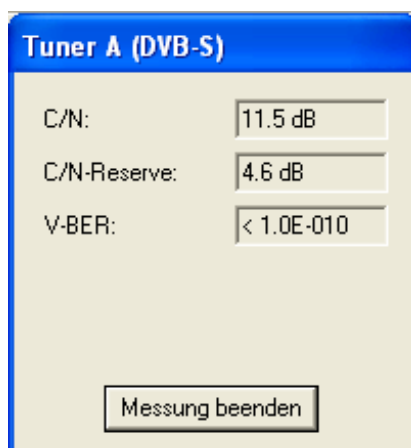 Tuner A (DVB-S)
C/N: 11.5 dB
C/N-Reserve: 4.6 dB
V-BER: < 1.0E-010
Messung beenden